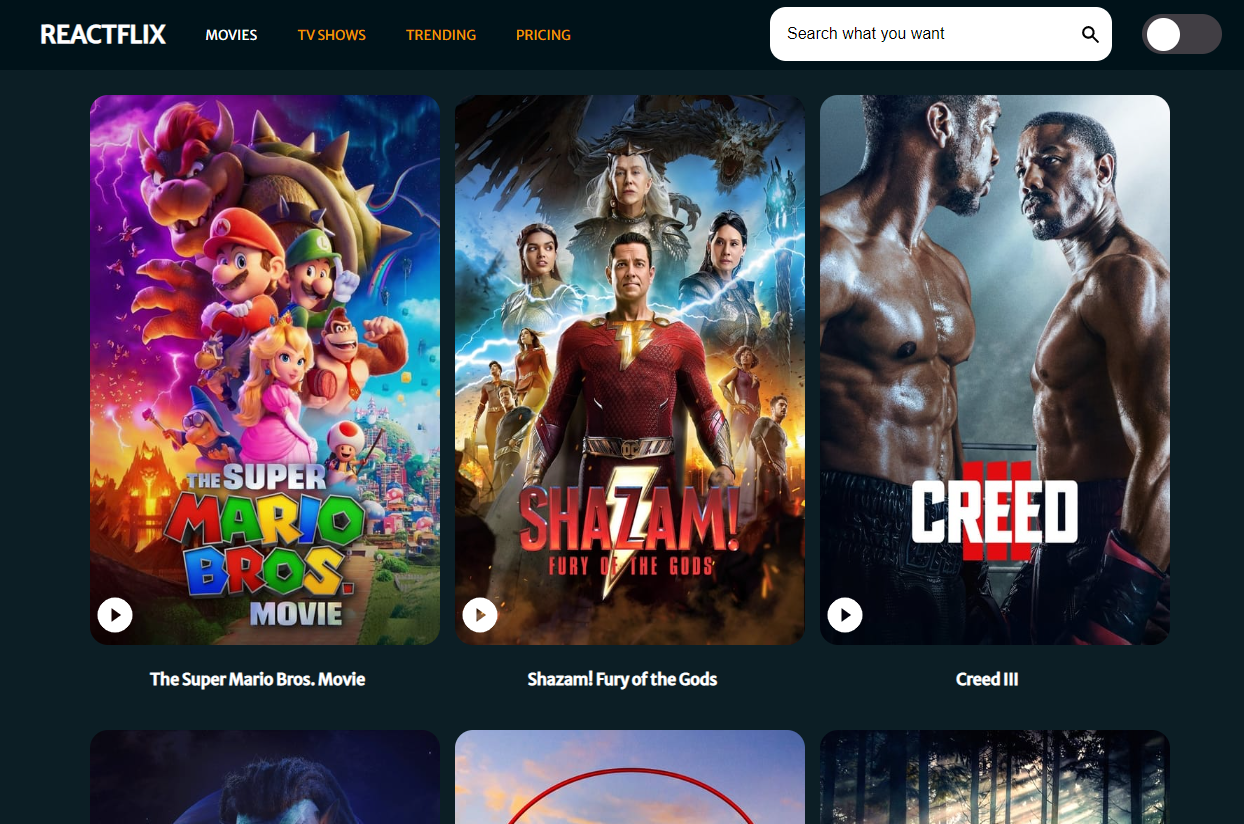 REACTFLIX
MOVIES
TV SHOWS
TRENDING
PRICING
Search what you want
THE SUPER
MARIO
BROS.
MOVIE
DC
SHAZAM!
FURY OF THE GODS
III
CREED
The Super Mario Bros. Movie
Shazam! Fury of the Gods
Creed III